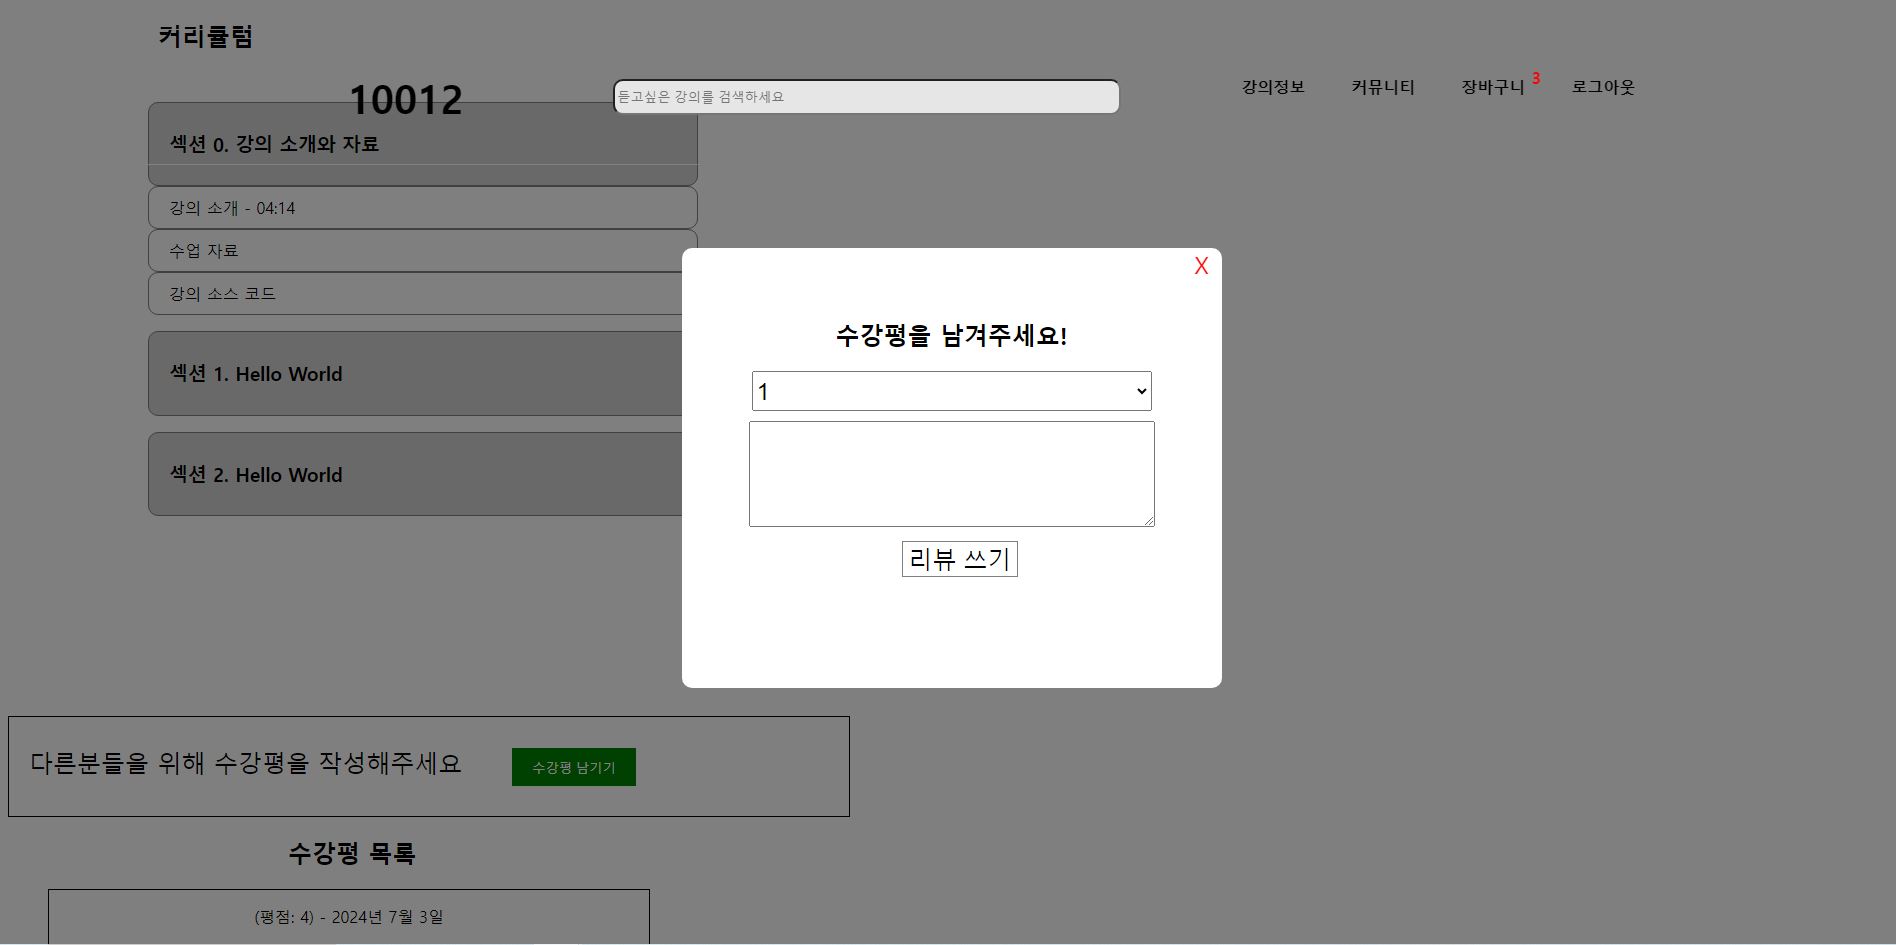 커리큘럼
10012
듣고싶은 강의를 검색하세요
강의정보 커뮤니티 장바구니 3 로그아웃
섹션 0. 강의 소개와 자료
강의 소개 - 04:14
수업 자료
강의 소스 코드
섹션 1. Hello World
섹션 2. Hello World
X
수강평을 남겨주세요!
1
리뷰 쓰기
다른분들을 위해 수강평을 작성해주세요 수강평 남기기
수강평 목록
(평점: 4) - 2024년 7월 3일